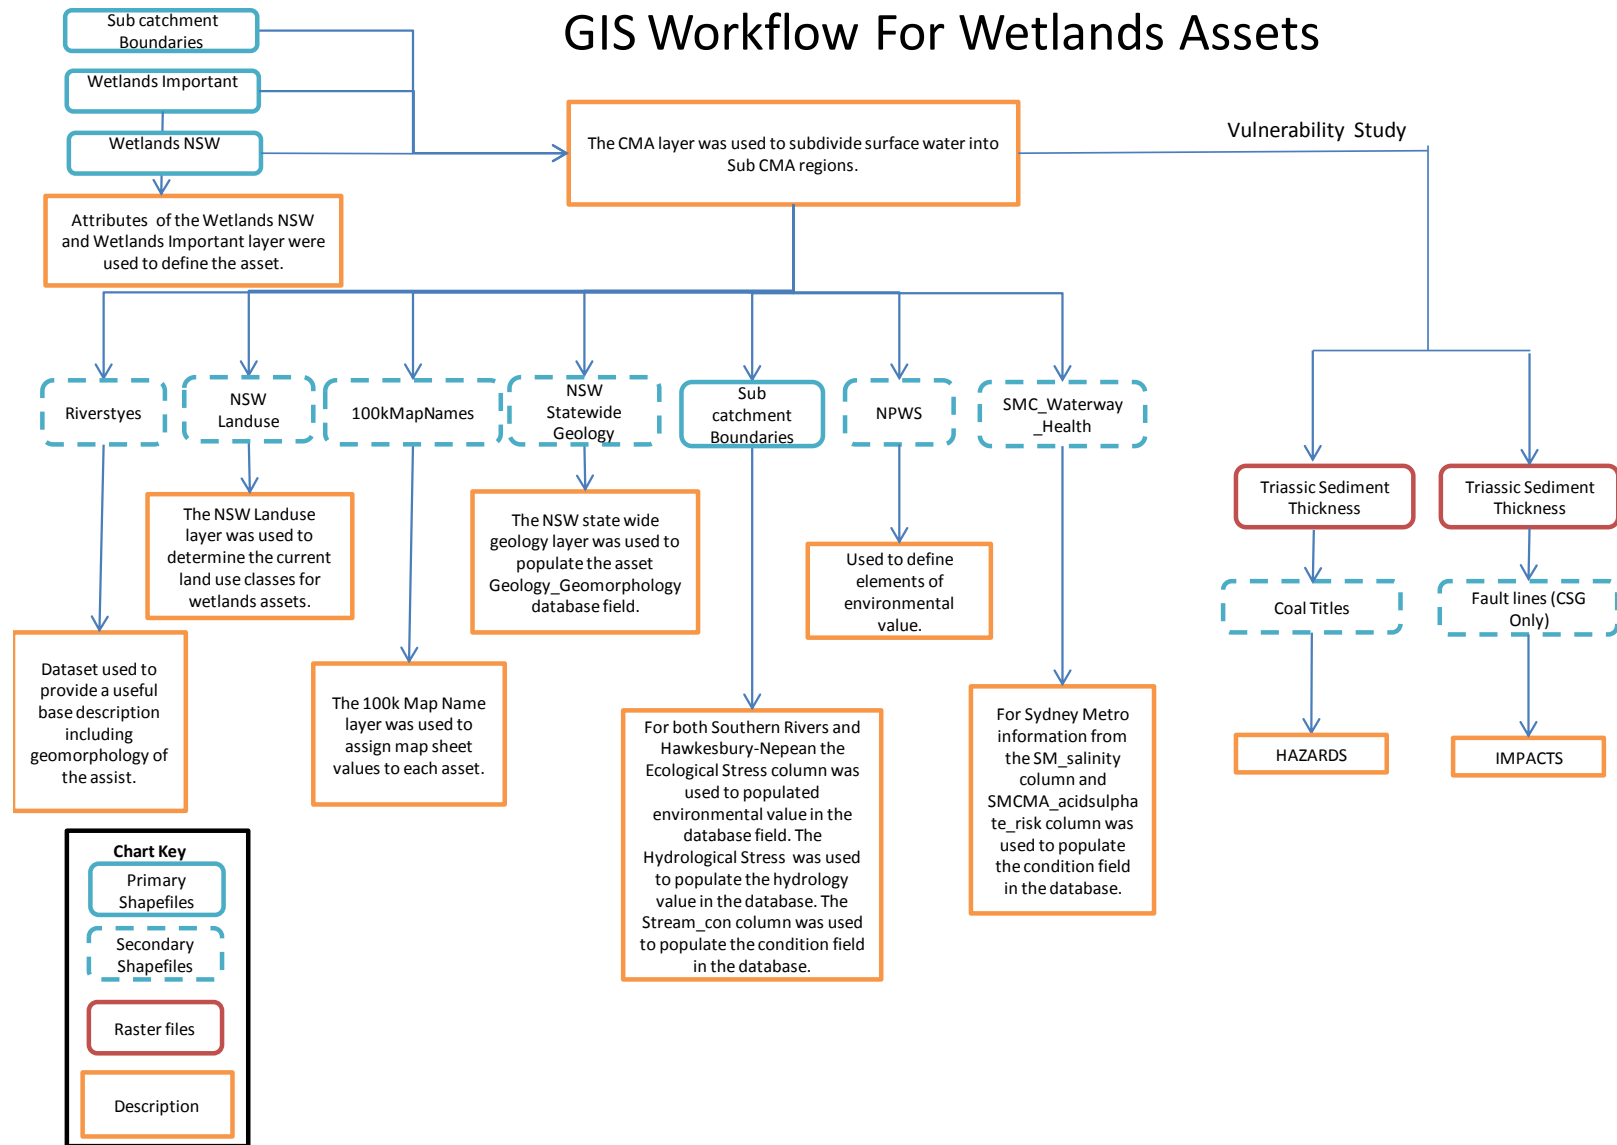 GIS Workflow For Wetlands Assets
Sub catchment
Boundaries
Wetlands Important
Wetlands NSW
Attributes of the Wetlands NSW
and Wetlands Important layer were
used to define the asset.
The CMA layer was used to subdivide surface water into
Sub CMA regions.
Vulnerability Study
Riverstyes
NSW
Landuse
100kMapNames
NSW
Statewide
Geology
Sub
catchment
Boundaries
NPWS
SMC_Waterway
_Health
Triassic Sediment
Thickness
Triassic Sediment
Thickness
The NSW Landuse
layer was used to
determine the current
land use classes for
wetlands assets.
The NSW state wide
geology layer was used to
populate the asset
Geology_Geomorphology
database field.
Used to define
elements of
environmental
value.
Coal Titles
Fault lines (CSG
Only)
Dataset used to
provide a useful
base description
including
geomorphology of
the assist.
The 100k Map Name
layer was used to
assign map sheet
values to each asset.
For both Southern Rivers and
Hawkesbury-Nepean the
Ecological Stress column was
used to populated
environmental value in the
database field. The
Hydrological Stress was used
to populate the hydrology
value in the database. The
Stream_con column was used
to populate the condition field
in the database.
For Sydney Metro
information from
the SM_salinity
column and
SMCMA_acidsulpha
te_risk column was
used to populate
the condition field
in the database.
HAZARDS
IMPACTS
Chart Key
Primary
Shapefiles
Secondary
Shapefiles
Raster files
Description